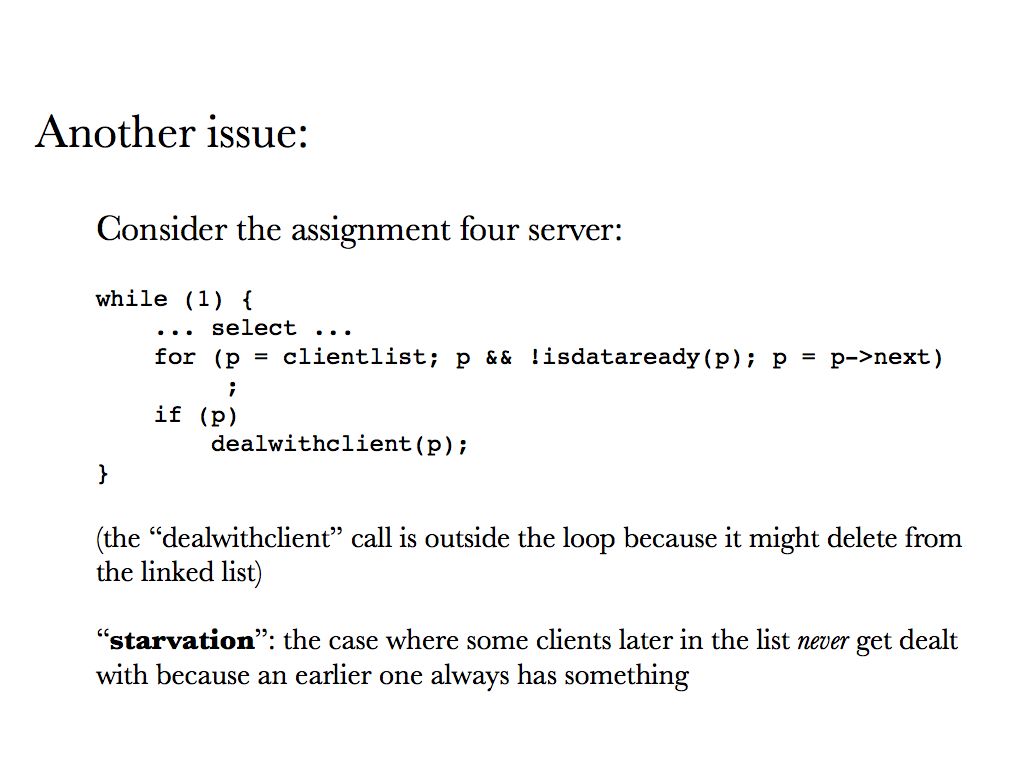 Another issue:
Consider the assignment four server:
while (1) {
    ... select ...
    for (p = clientlist; p && !isdataready(p); p = p->next)
         ;
    if (p)
        dealwithclient(p);
}
(the “dealwithclient” call is outside the loop because it might delete from
the linked list)
“starvation”: the case where some clients later in the list never get dealt
with because an earlier one always has something